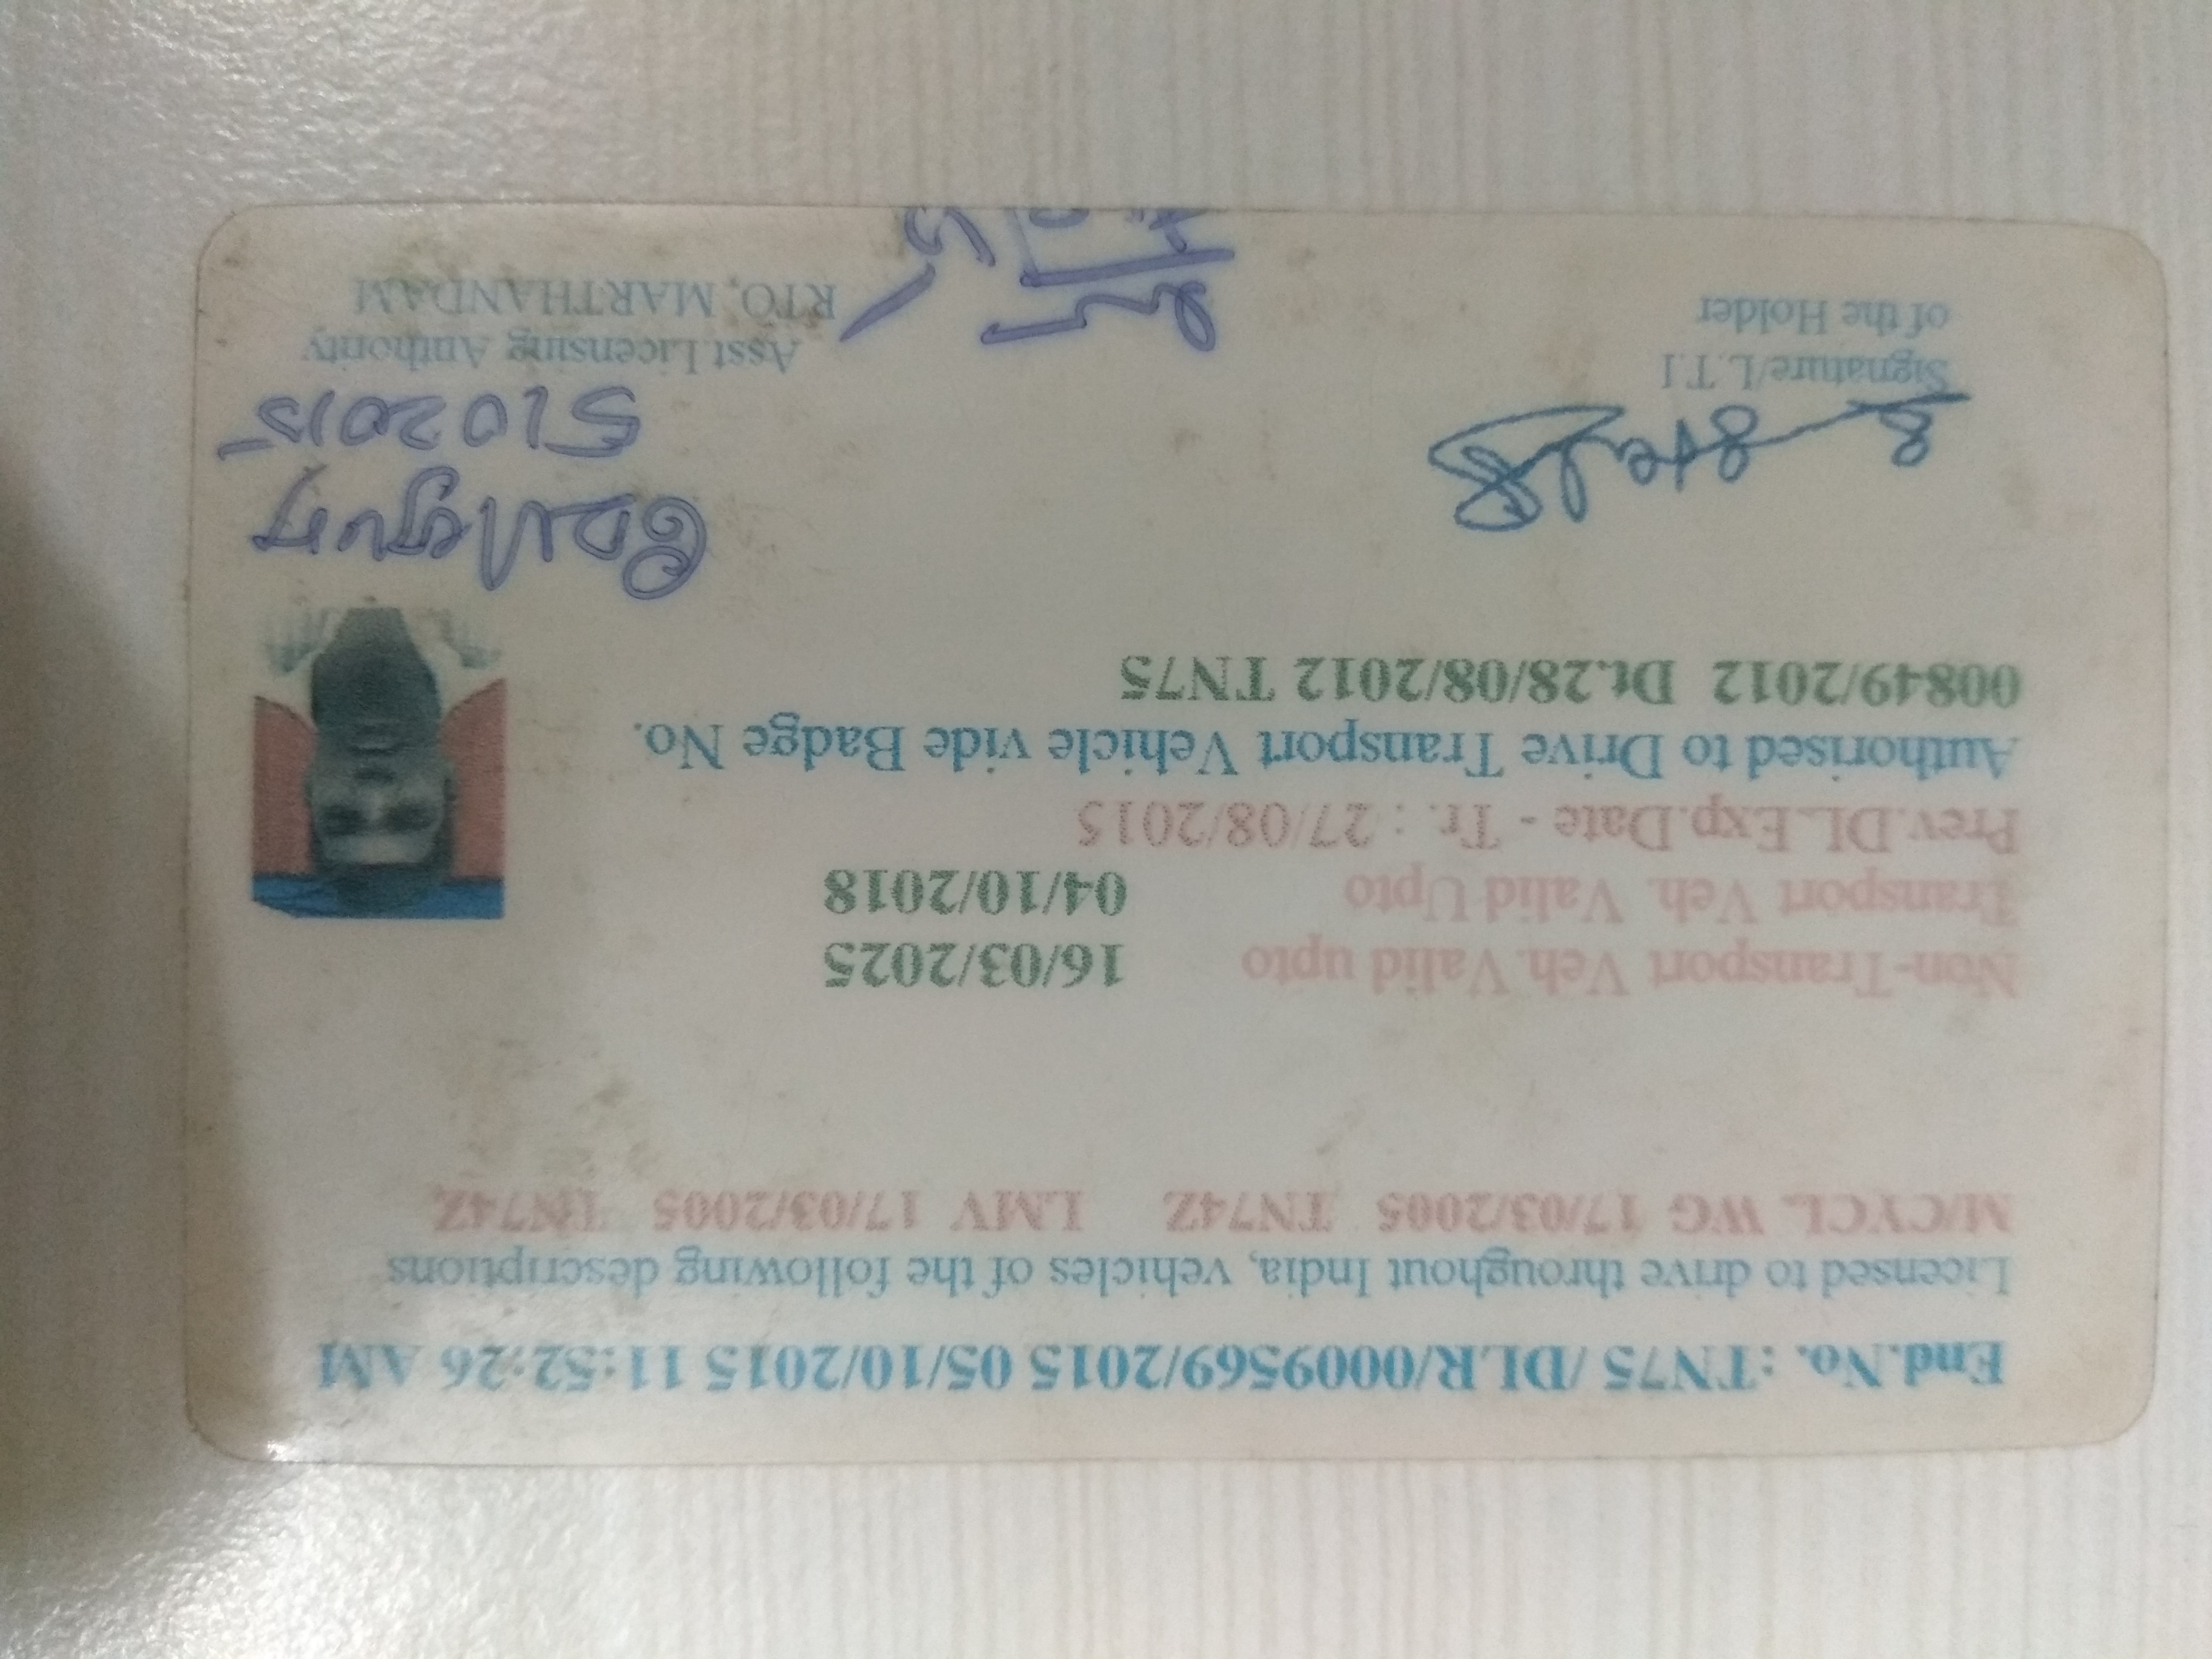 End.No. :TN75 /DLR/0009569/2015 05/10/2015 11:52:26 AM
Licensed to drive throughout India, vehicles of the following descriptions
M/CYCL. WG 17/03/2005 TN74Z LMV 17/03/2005 TN74Z
Non-Transport Veh.Valid upto 16/03/2025
Transport Veh. Valid Upto 04/10/2018
Prev.DL.Exp.Date - Tr. : 27/08/2015
Authorised to Drive Transport Vehicle vide Badge No.
00849/2012 Dt.28/08/2012 TN75
5102015
Signature/L.T.I
of the Holder
Asst.Licensing Authority
RTO, MARTHANDAM